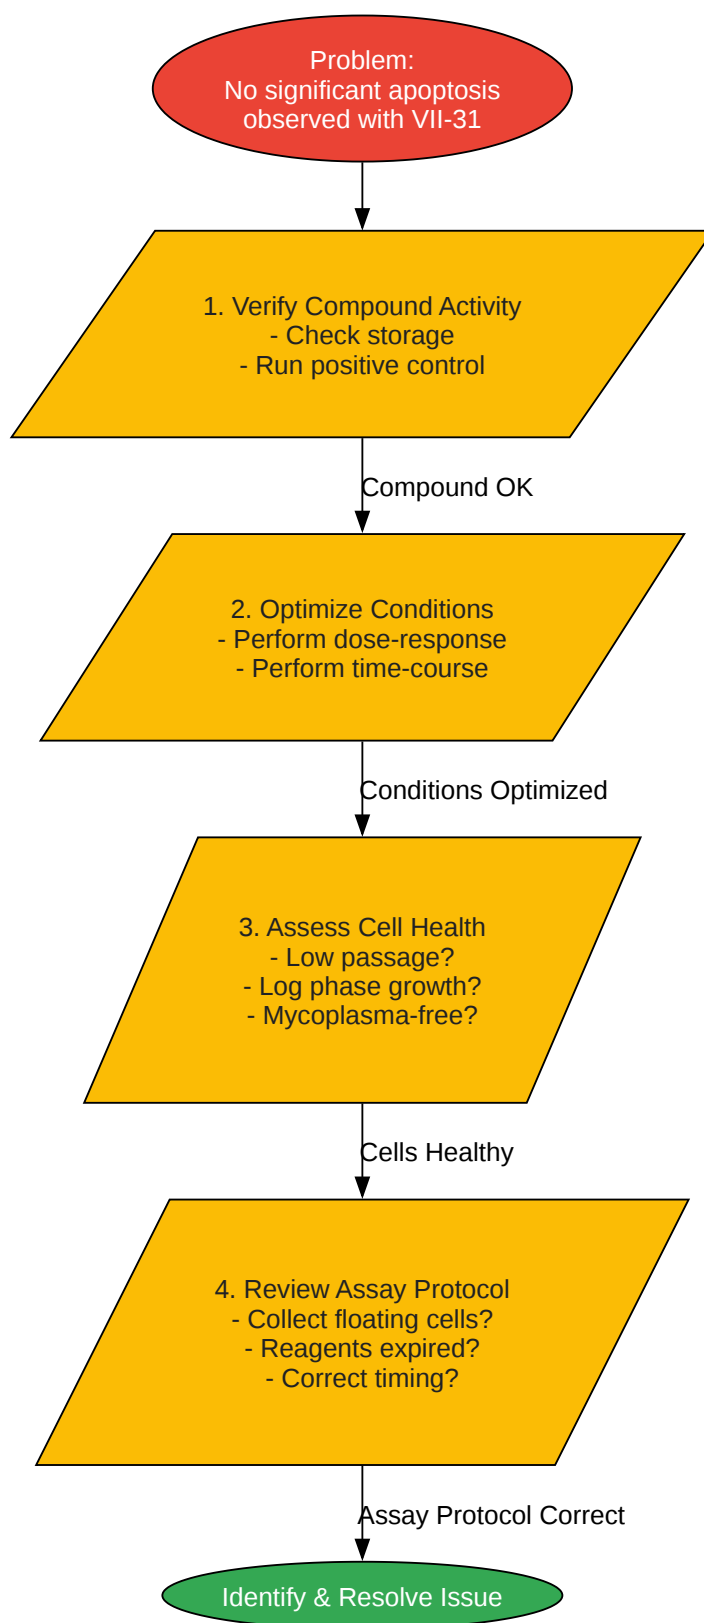 Problem:
No significant apoptosis
observed with VII-31
1. Verify Compound Activity
- Check storage
- Run positive control
Compound OK
2. Optimize Conditions
- Perform dose-response
- Perform time-course
Conditions Optimized
3. Assess Cell Health
- Low passage?
- Log phase growth?
- Mycoplasma-free?
Cells Healthy
4. Review Assay Protocol
- Collect floating cells?
- Reagents expired?
- Correct timing?
Assay Protocol Correct
Identify & Resolve Issue